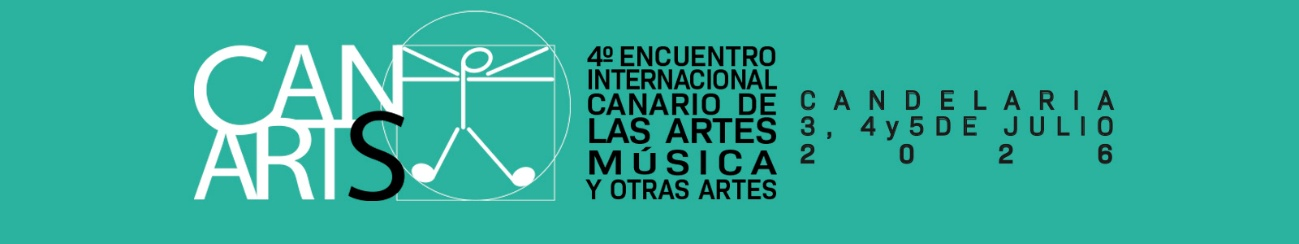 CAN
ARTS
4º ENCUENTRO
INTERNACIONAL
CANARIO DE
LAS ARTES
MÚSICA
Y OTRAS ARTES
CANDELARIA
3, 4y5DE JULIO
2026